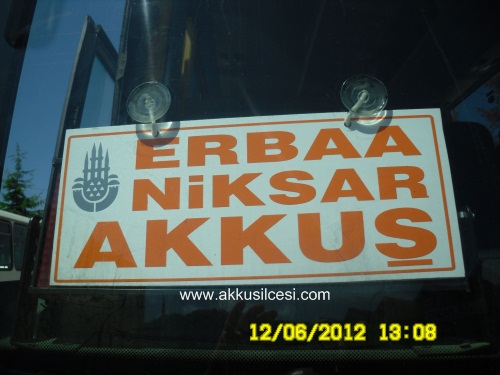 ERBAA
NiKSAR
AKKUŞ
www.akkusilcesi.com
12/06/2012 13:08